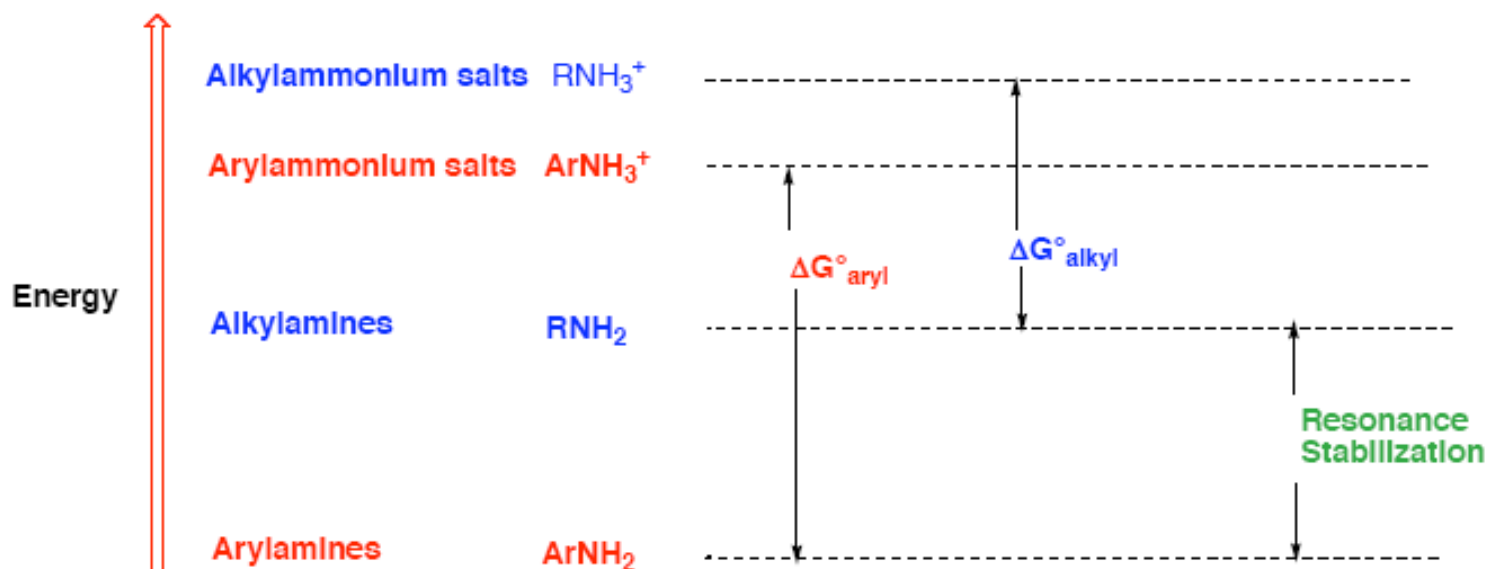 Alkylammonium salts RNH₃⁺
Arylammonium salts ArNH₃⁺
ΔG°alkyl
ΔG°aryl
Energy
Alkylamines RNH₂
Resonance
Stabilization
Arylamines ArNH₂